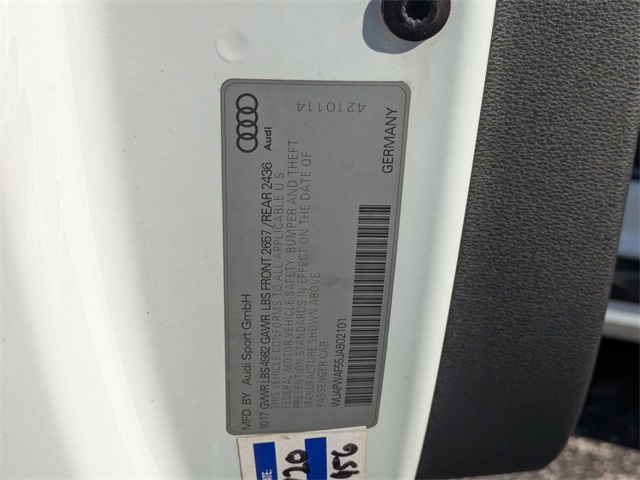 MFD. BY Audi Sport GmbH
10 17 GVWR LBS 4982 GAWR LBS FRONT 2657 / REAR 2436
THIS VEHICLE CONFORMS TO ALL APPLICABLE U S
FEDERAL MOTOR VEHICLE SAFETY, BUMPER AND THEFT
PREVENTION STANDARDS IN EFFECT ON THE DATE OF
MANUFACTURE SHOWN ABOVE
PASSENGER CAR
WUAPWAF55JA902101
Audi
4210114
GERMANY